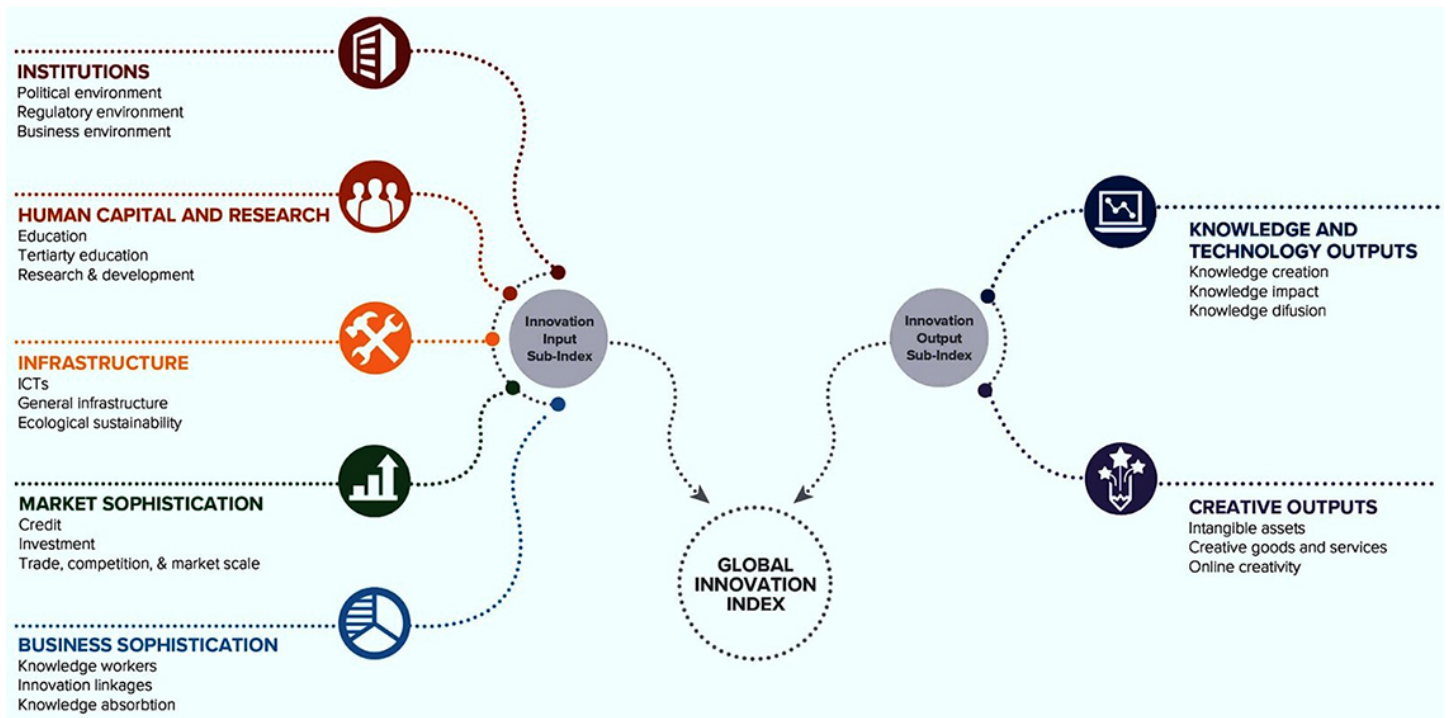 INSTITUTIONS
Political environment
Regulatory environment
Business environment
HUMAN CAPITAL AND RESEARCH
Education
Tertiarty education
Research & development
INFRASTRUCTURE
ICTs
General infrastructure
Ecological sustainability
MARKET SOPHISTICATION
Credit
Investment
Trade, competition, & market scale
BUSINESS SOPHISTICATION
Knowledge workers
Innovation linkages
Knowledge absorbtion
Innovation
Input
Sub-Index
Innovation
Output
Sub-Index
GLOBAL
INNOVATION
INDEX
KNOWLEDGE AND
TECHNOLOGY OUTPUTS
Knowledge creation
Knowledge impact
Knowledge difusion
CREATIVE OUTPUTS
Intangible assets
Creative goods and services
Online creativity